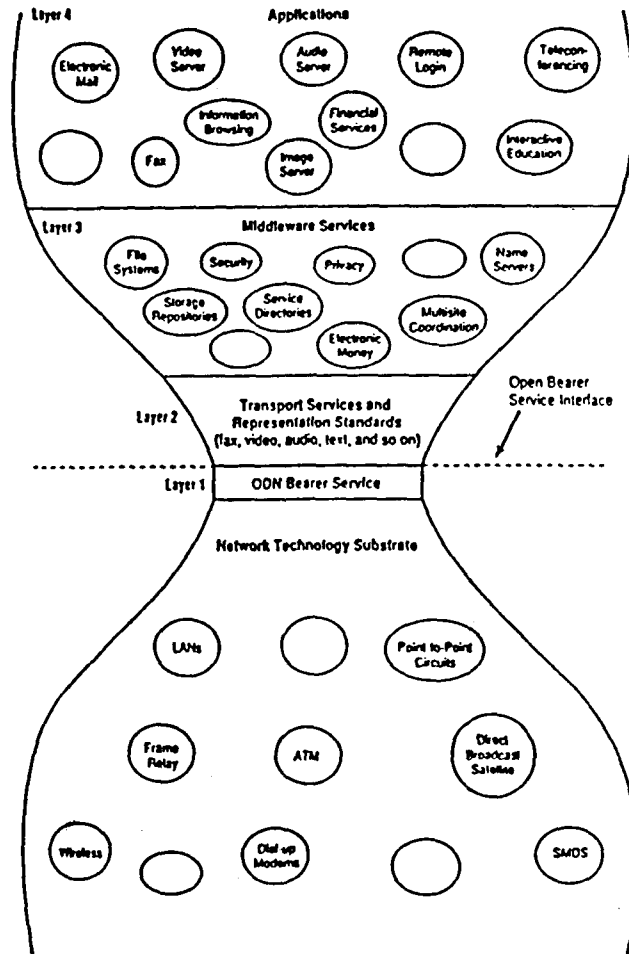 Layer 4
Applications
Electronic
Mail
Video
Server
Audio
Server
Remote
Login
Telecon-
ferencing
Information
Browsing
Financial
Services
Fax
Image
Server
Interactive
Education
Layer 3
Middleware Services
File
Systems
Security
Privacy
Name
Servers
Storage
Repositories
Service
Directories
Multisite
Coordination
Electronic
Money
Layer 2
Transport Services and
Representation Standards
(fax, video, audio, text, and so on)
Open Bearer
Service Interface
Layer 1
ODN Bearer Service
Network Technology Substrate
LANs
Point-to-Point
Circuits
Frame
Relay
ATM
Direct
Broadcast
Satellite
Wireless
Dial-up
Modems
SMDS